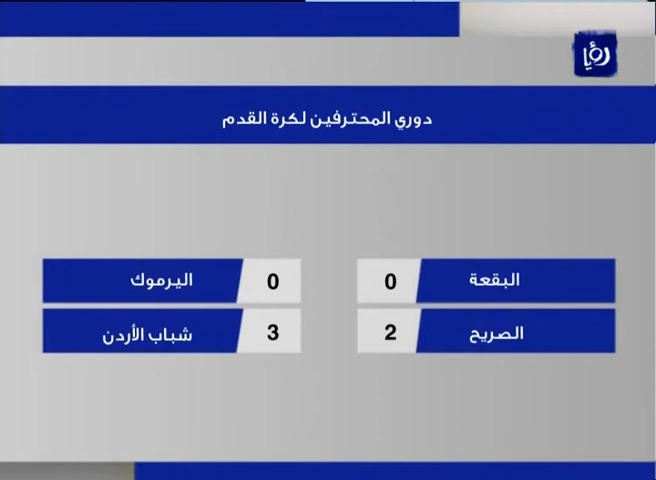 رؤيا
دوري المحترفين لكرة القدم
البقعة 0 0 اليرموك
الصريح 2 3 شباب الأردن